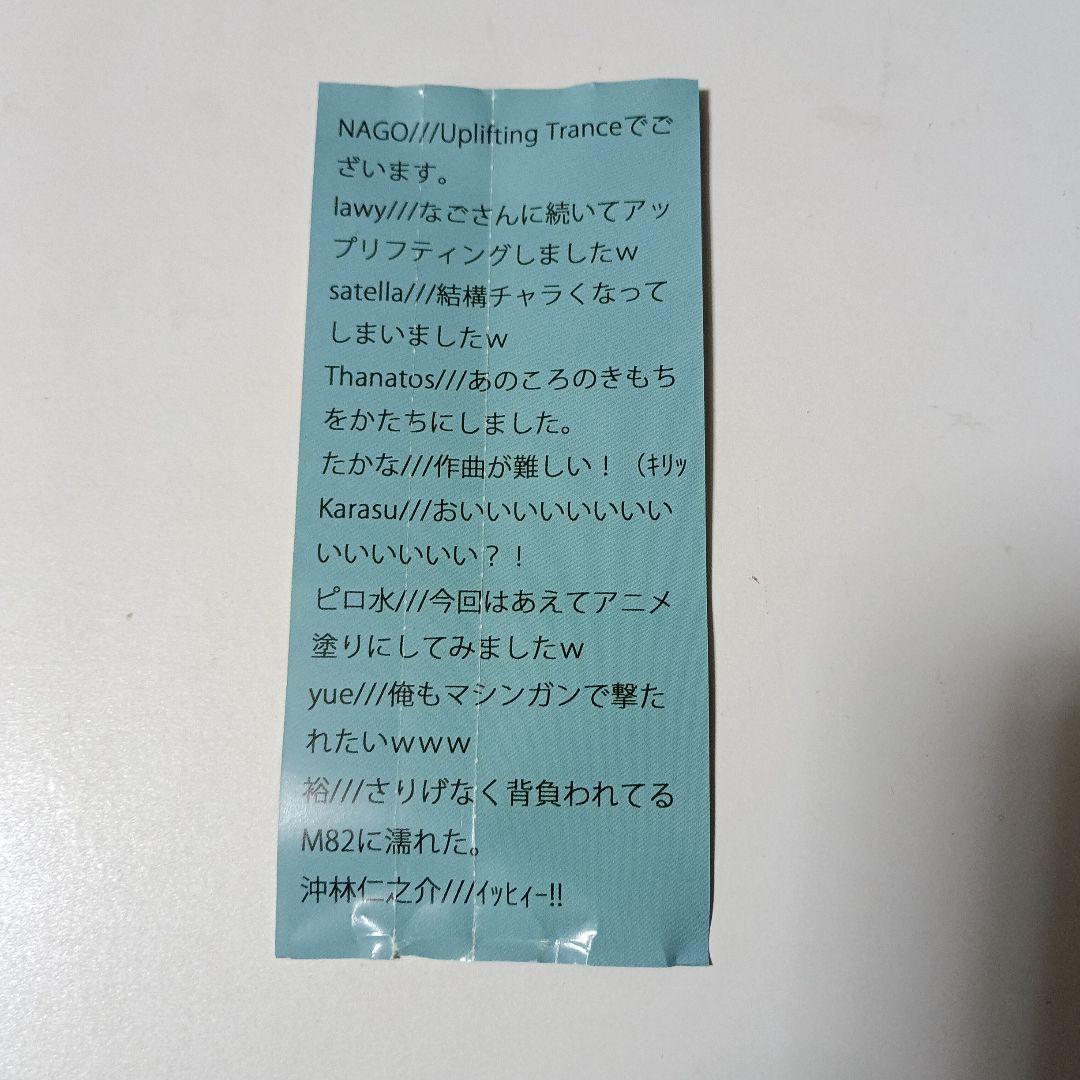 NAGO///Uplifting Tranceでご
ざいます。
lawy///なごさんに続いてアッ
プリフティングしましたｗ
satella///結構チャラくなって
しまいましたｗ
Thanatos///あのころのきもち
をかたちにしました。
たかな///作曲が難しい！（ｷﾘｯ
Karasu///おいいいいいいいい
いいいいいい？！
ピロ水///今回はあえてアニメ
塗りにしてみましたｗ
yue///俺もマシンガンで撃た
れたいｗｗｗ
裕///さりげなく背負われてる
M82に濡れた。
沖林仁之介///ｲｯﾋｨｰ!!